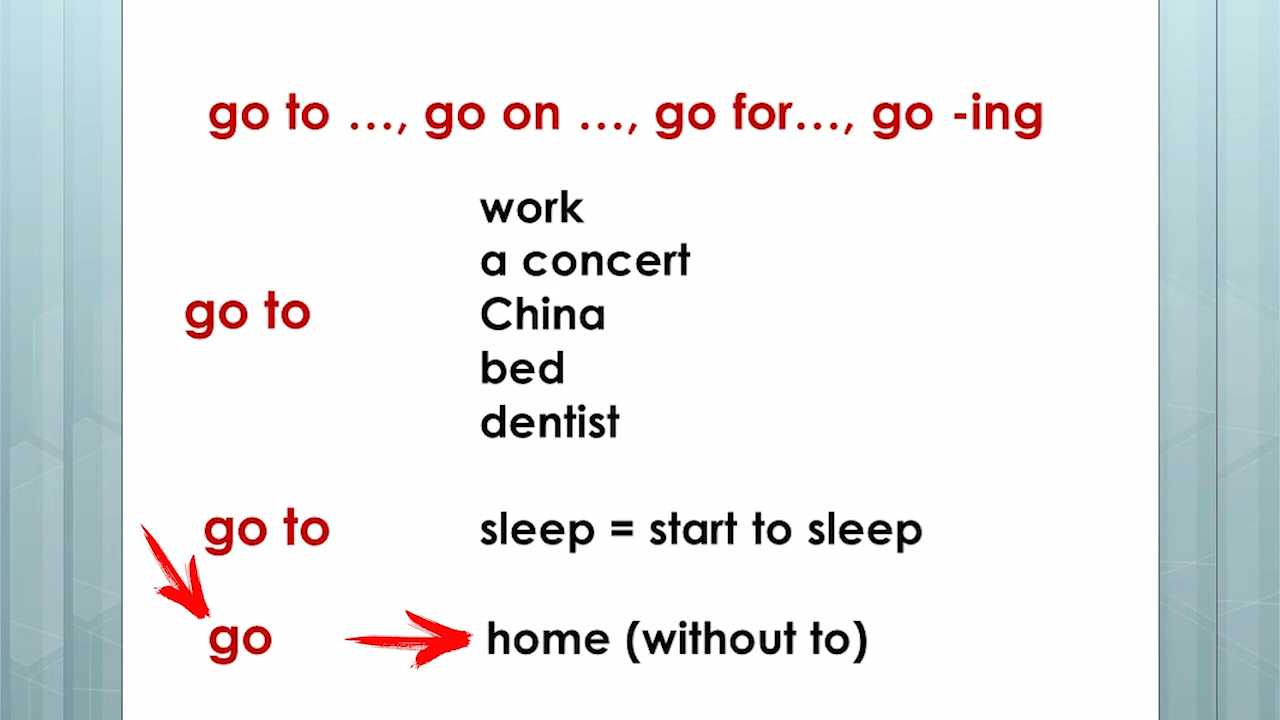 go to ..., go on ..., go for..., go -ing
work
a concert
go to China
bed
dentist
go to sleep = start to sleep
go home (without to)